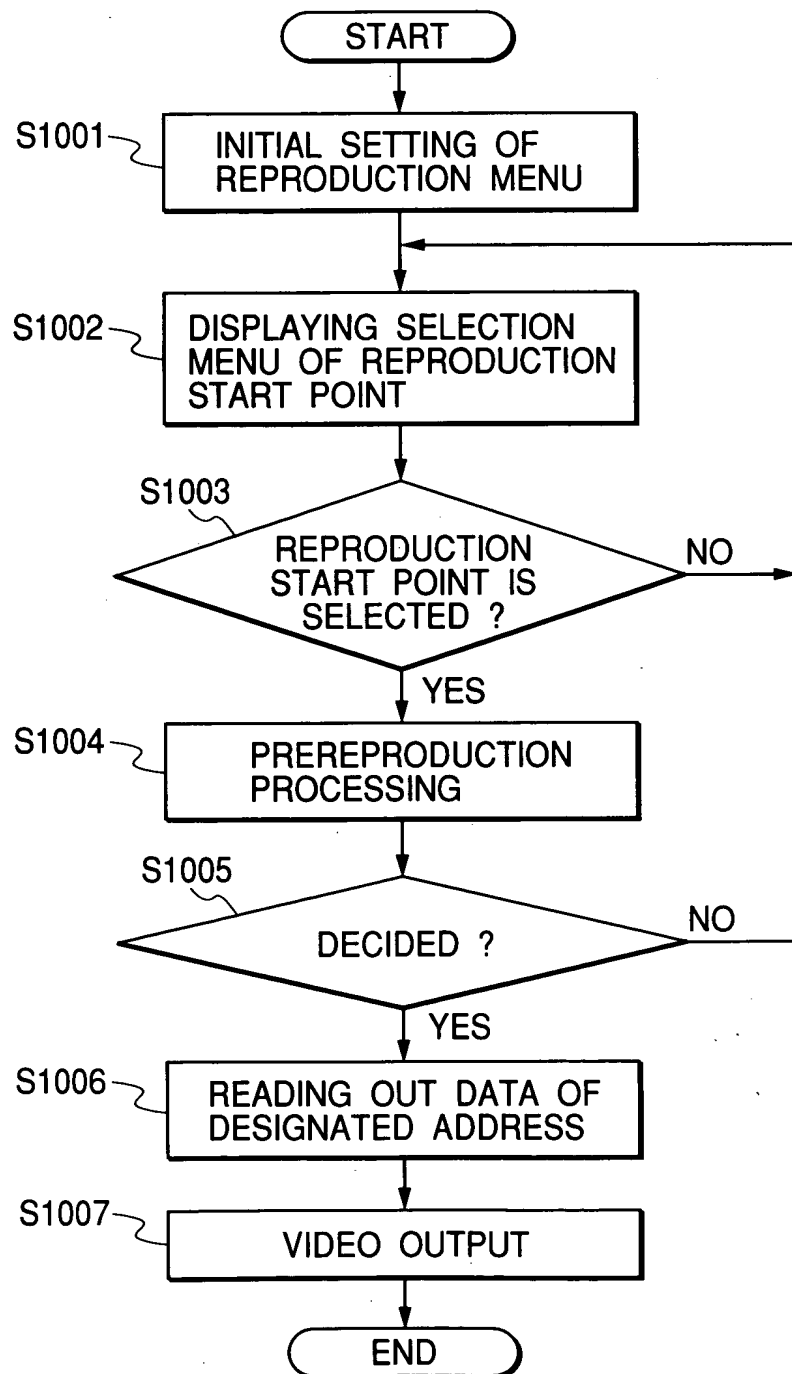 START
S1001
INITIAL SETTING OF
REPRODUCTION MENU
S1002
DISPLAYING SELECTION
MENU OF REPRODUCTION
START POINT
S1003
REPRODUCTION
START POINT IS
SELECTED ?
NO
YES
S1004
PREREPRODUCTION
PROCESSING
S1005
DECIDED ?
NO
YES
S1006
READING OUT DATA OF
DESIGNATED ADDRESS
S1007
VIDEO OUTPUT
END